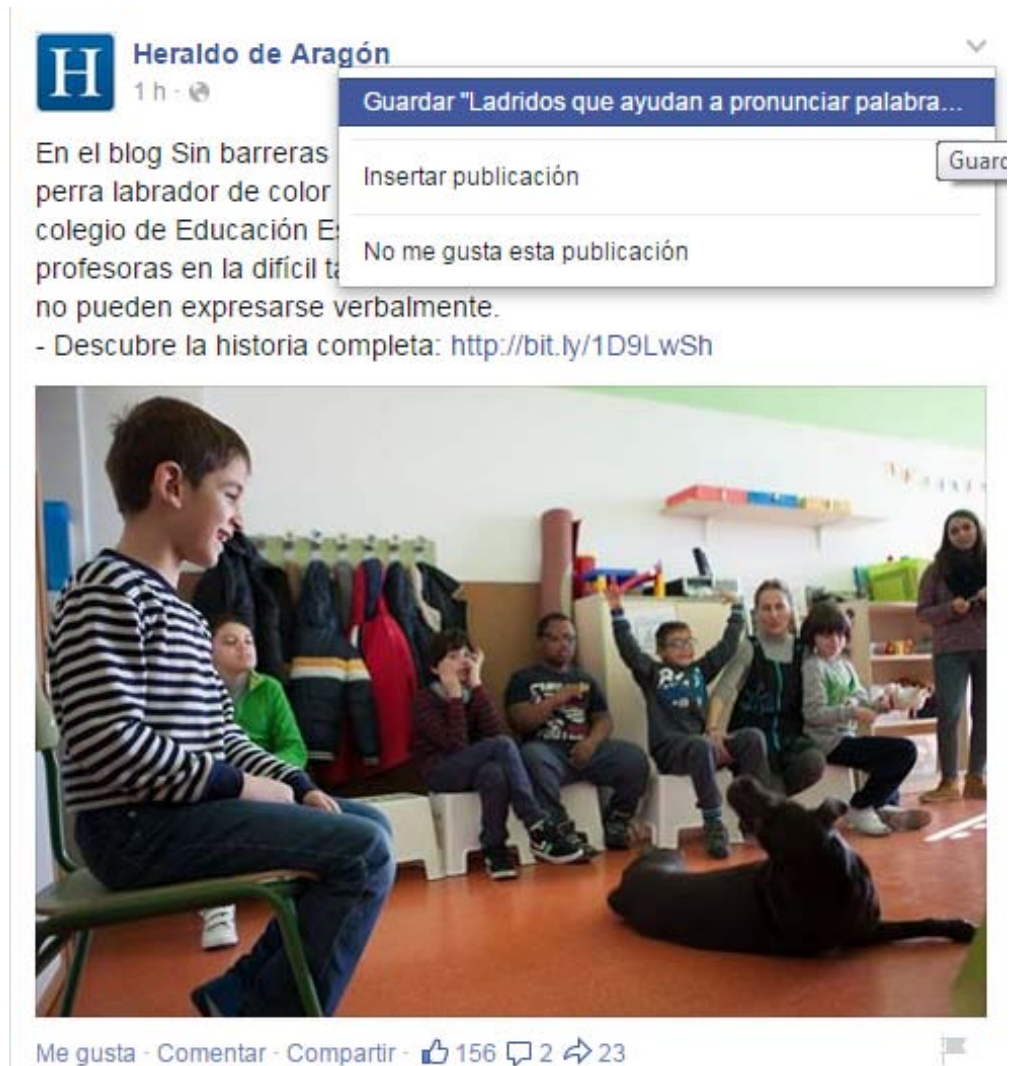 H
Heraldo de Aragón
1 h ·
Guardar "Ladridos que ayudan a pronunciar palabra...
Guard
Insertar publicación
No me gusta esta publicación
En el blog Sin barreras
perra labrador de color
colegio de Educación Es
profesoras en la difícil ta
no pueden expresarse verbalmente.
- Descubre la historia completa: http://bit.ly/1D9LwSh
Me gusta · Comentar · Compartir · 156 2 23